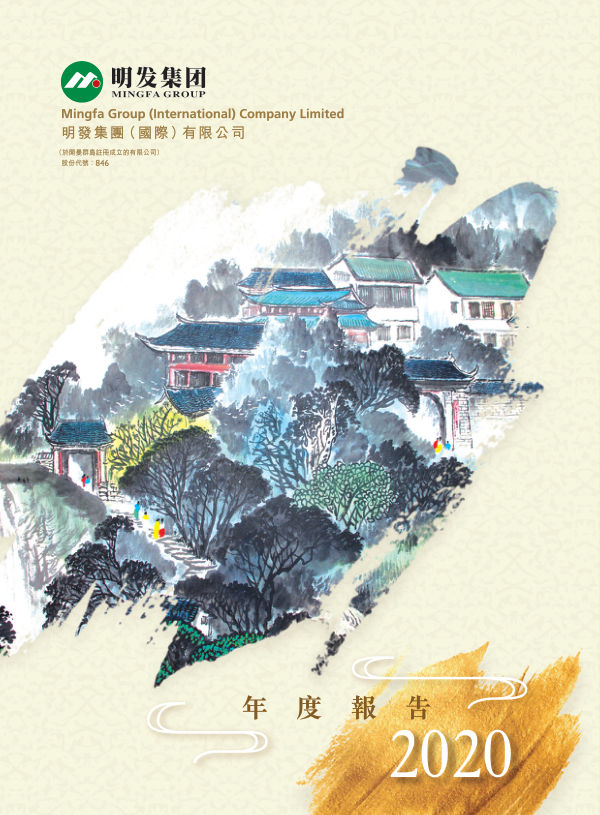 明发集团
MINGFA GROUP
Mingfa Group (International) Company Limited
明發集團（國際）有限公司
（於開曼群島註冊成立的有限公司）
股份代號：846
年度報告
2020